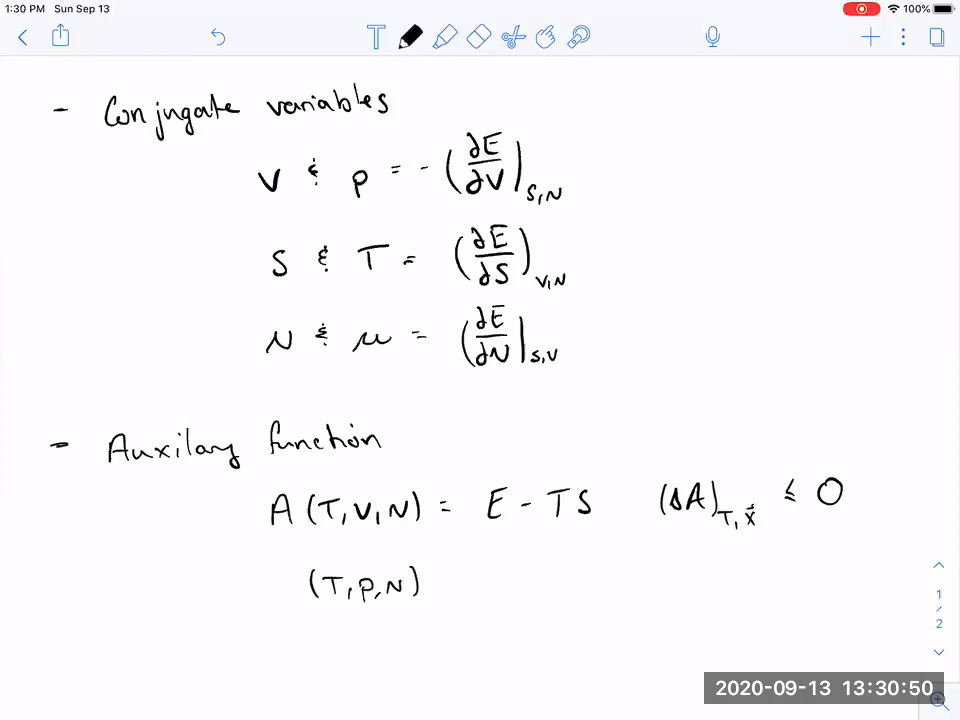 1:30 PM Sun Sep 13
100%
- Conjugate variables
V & p = - (∂E/∂V)_{S,N}
S & T = (∂E/∂S)_{V,N}
N & μ = (∂E/∂N)_{S,V}
- Auxilary function
A (T,V,N) = E - TS (ΔA)_{T,X⃗} ≤ 0
(T,p,N)
1
/
2
2020-09-13 13:30:50